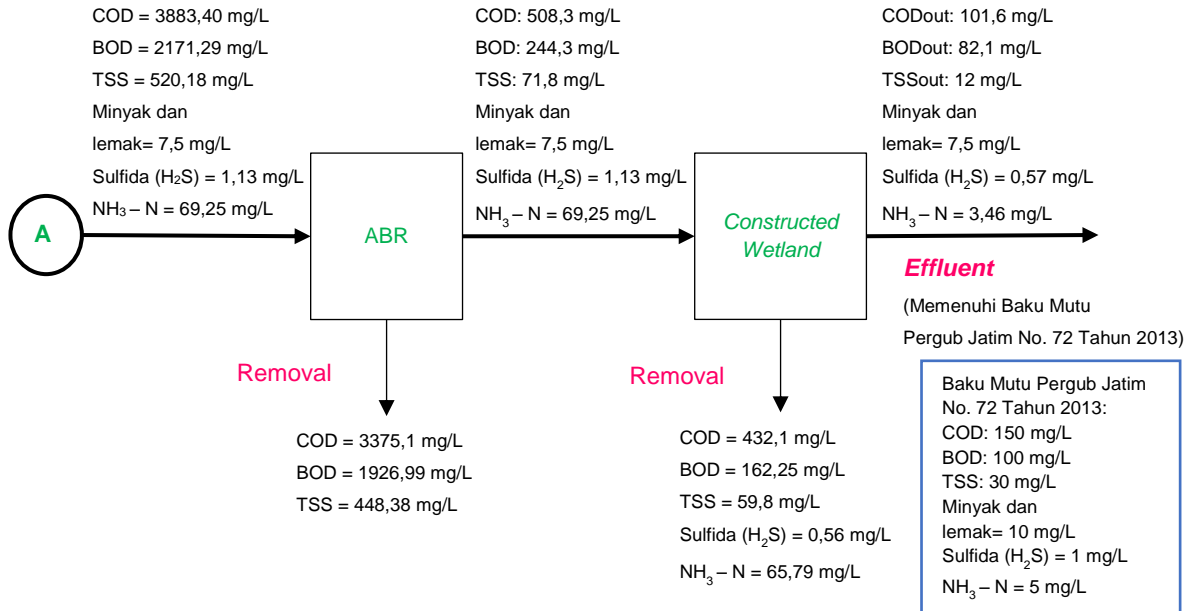 COD = 3883,40 mg/L
BOD = 2171,29 mg/L
TSS = 520,18 mg/L
Minyak dan
lemak= 7,5 mg/L
Sulfida (H₂S) = 1,13 mg/L
NH₃ – N = 69,25 mg/L
COD: 508,3 mg/L
BOD: 244,3 mg/L
TSS: 71,8 mg/L
Minyak dan
lemak= 7,5 mg/L
Sulfida (H₂S) = 1,13 mg/L
NH₃ – N = 69,25 mg/L
CODout: 101,6 mg/L
BODout: 82,1 mg/L
TSSout: 12 mg/L
Minyak dan
lemak= 7,5 mg/L
Sulfida (H₂S) = 0,57 mg/L
NH₃ – N = 3,46 mg/L
A
ABR
Constructed
Wetland
Effluent
(Memenuhi Baku Mutu
Pergub Jatim No. 72 Tahun 2013)
Removal
COD = 3375,1 mg/L
BOD = 1926,99 mg/L
TSS = 448,38 mg/L
Removal
COD = 432,1 mg/L
BOD = 162,25 mg/L
TSS = 59,8 mg/L
Sulfida (H₂S) = 0,56 mg/L
NH₃ – N = 65,79 mg/L
Baku Mutu Pergub Jatim
No. 72 Tahun 2013:
COD: 150 mg/L
BOD: 100 mg/L
TSS: 30 mg/L
Minyak dan
lemak= 10 mg/L
Sulfida (H₂S) = 1 mg/L
NH₃ – N = 5 mg/L